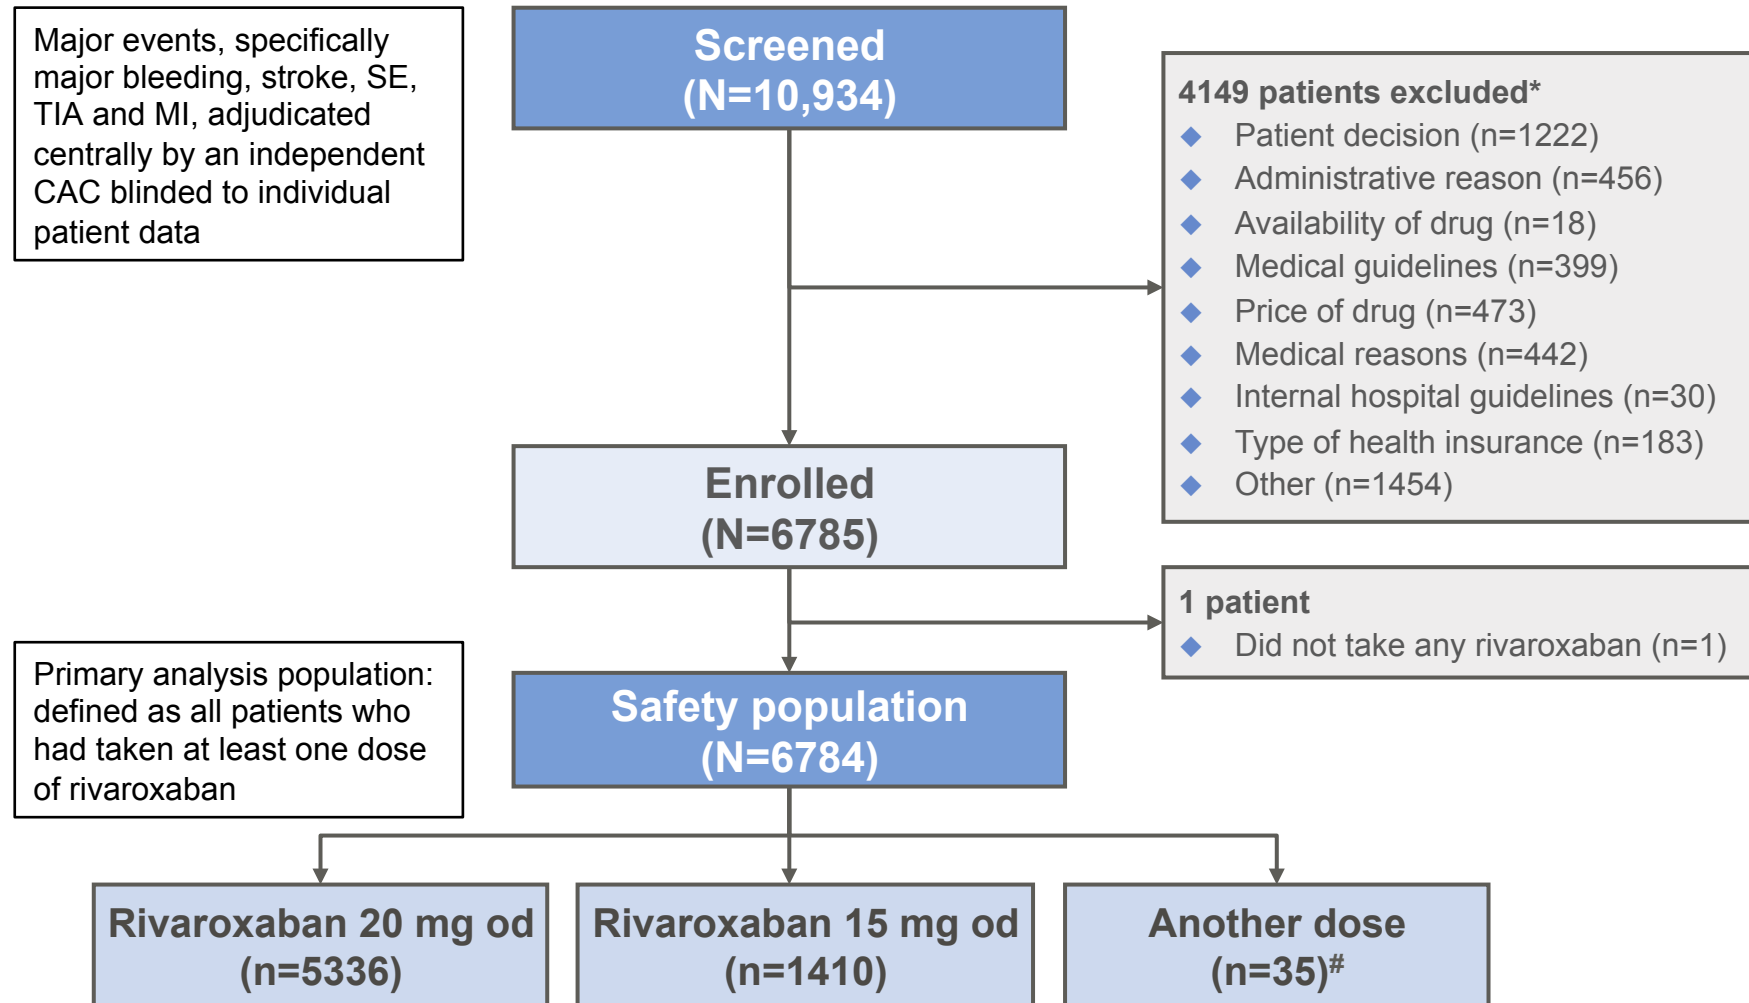 Major events, specifically
major bleeding, stroke, SE,
TIA and MI, adjudicated
centrally by an independent
CAC blinded to individual
patient data
Screened
(N=10,934)
4149 patients excluded*
◆ Patient decision (n=1222)
◆ Administrative reason (n=456)
◆ Availability of drug (n=18)
◆ Medical guidelines (n=399)
◆ Price of drug (n=473)
◆ Medical reasons (n=442)
◆ Internal hospital guidelines (n=30)
◆ Type of health insurance (n=183)
◆ Other (n=1454)
Enrolled
(N=6785)
1 patient
◆ Did not take any rivaroxaban (n=1)
Primary analysis population:
defined as all patients who
had taken at least one dose
of rivaroxaban
Safety population
(N=6784)
Rivaroxaban 20 mg od
(n=5336)
Rivaroxaban 15 mg od
(n=1410)
Another dose
(n=35)#